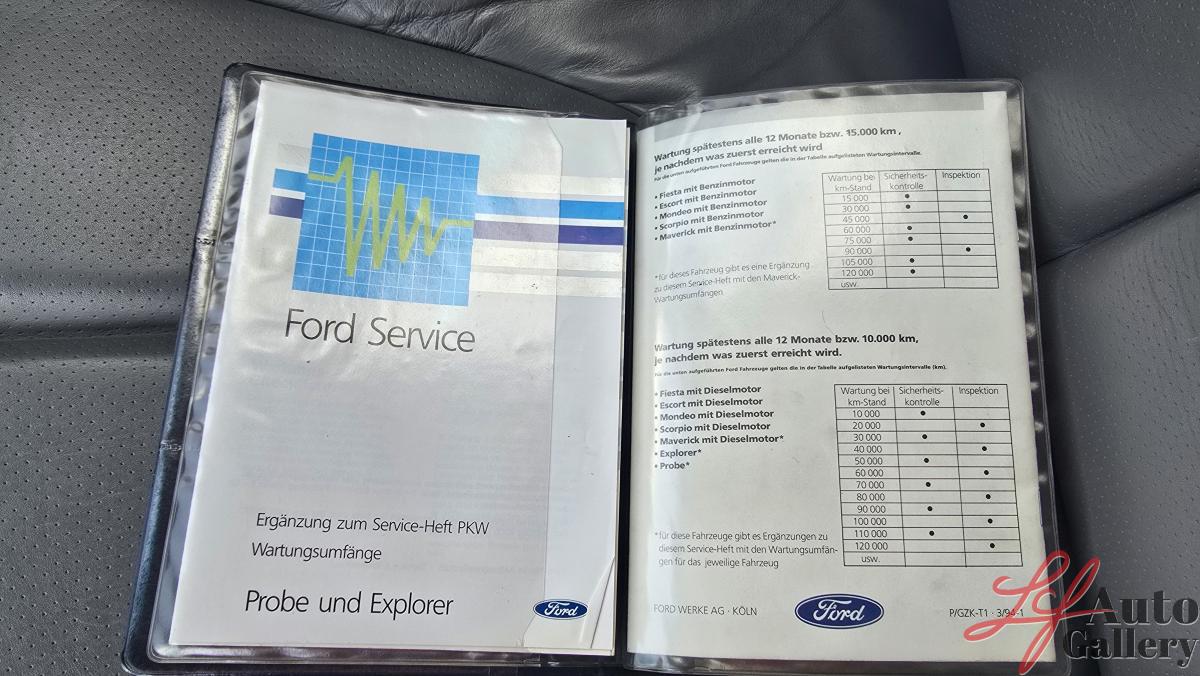 Ford Service
Ergänzung zum Service-Heft PKW
Wartungsumfänge
Probe und Explorer
Ford
Wartung spätestens alle 12 Monate bzw. 15.000 km,
je nachdem was zuerst erreicht wird
Für die unten aufgeführten Ford Fahrzeuge gelten die in der Tabelle aufgelisteten Wartungsintervalle.
• Fiesta mit Benzinmotor
• Escort mit Benzinmotor
• Mondeo mit Benzinmotor
• Scorpio mit Benzinmotor
• Maverick mit Benzinmotor*
*für dieses Fahrzeug gibt es eine Ergänzung
zu diesem Service-Heft mit den Maverick-
Wartungsumfängen
Wartung bei Sicherheits- Inspektion
km-Stand kontrolle
15 000 •
30 000 •
45 000 •
60 000 •
75 000 •
90 000 •
105 000 •
120 000 •
usw.
Wartung spätestens alle 12 Monate bzw. 10.000 km,
je nachdem was zuerst erreicht wird.
Für die unten aufgeführten Ford Fahrzeuge gelten die in der Tabelle aufgelisteten Wartungsintervalle (km).
• Fiesta mit Dieselmotor
• Escort mit Dieselmotor
• Mondeo mit Dieselmotor
• Scorpio mit Dieselmotor
• Maverick mit Dieselmotor*
• Explorer*
• Probe*
*für diese Fahrzeuge gibt es Ergänzungen zu
diesem Service-Heft mit den Wartungsumfän-
gen für das jeweilige Fahrzeug
Wartung bei Sicherheits- Inspektion
km-Stand kontrolle
10 000 •
20 000 •
30 000 •
40 000 •
50 000 •
60 000 •
70 000 •
80 000 •
90 000 •
100 000 •
110 000 •
120 000 •
usw.
FORD WERKE AG · KÖLN
Ford
P/GZK-T1 · 3/94-1
Auto
Gallery